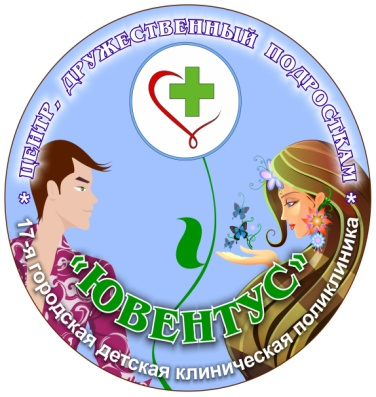 * ЦЕНТР, ДРУЖЕСТВЕННЫЙ ПОДРОСТКАМ *
"ЮВЕНТУС"
17-я городская детская клиническая поликлиника